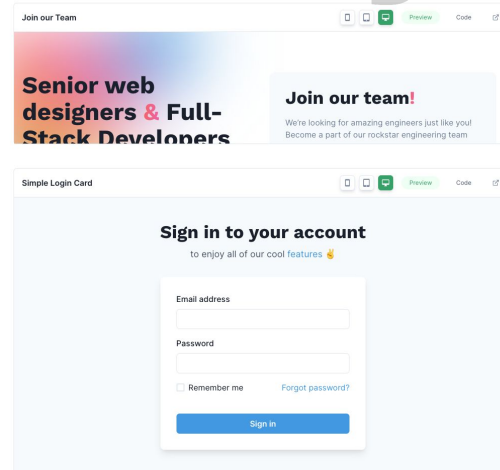 Join our Team
Preview
Code
Senior web
designers & Full-
Stack Developers
Join our team!
We're looking for amazing engineers just like you!
Become a part of our rockstar engineering team
Simple Login Card
Preview
Code
Sign in to your account
to enjoy all of our cool features ✌️
Email address
Password
Remember me
Forgot password?
Sign in